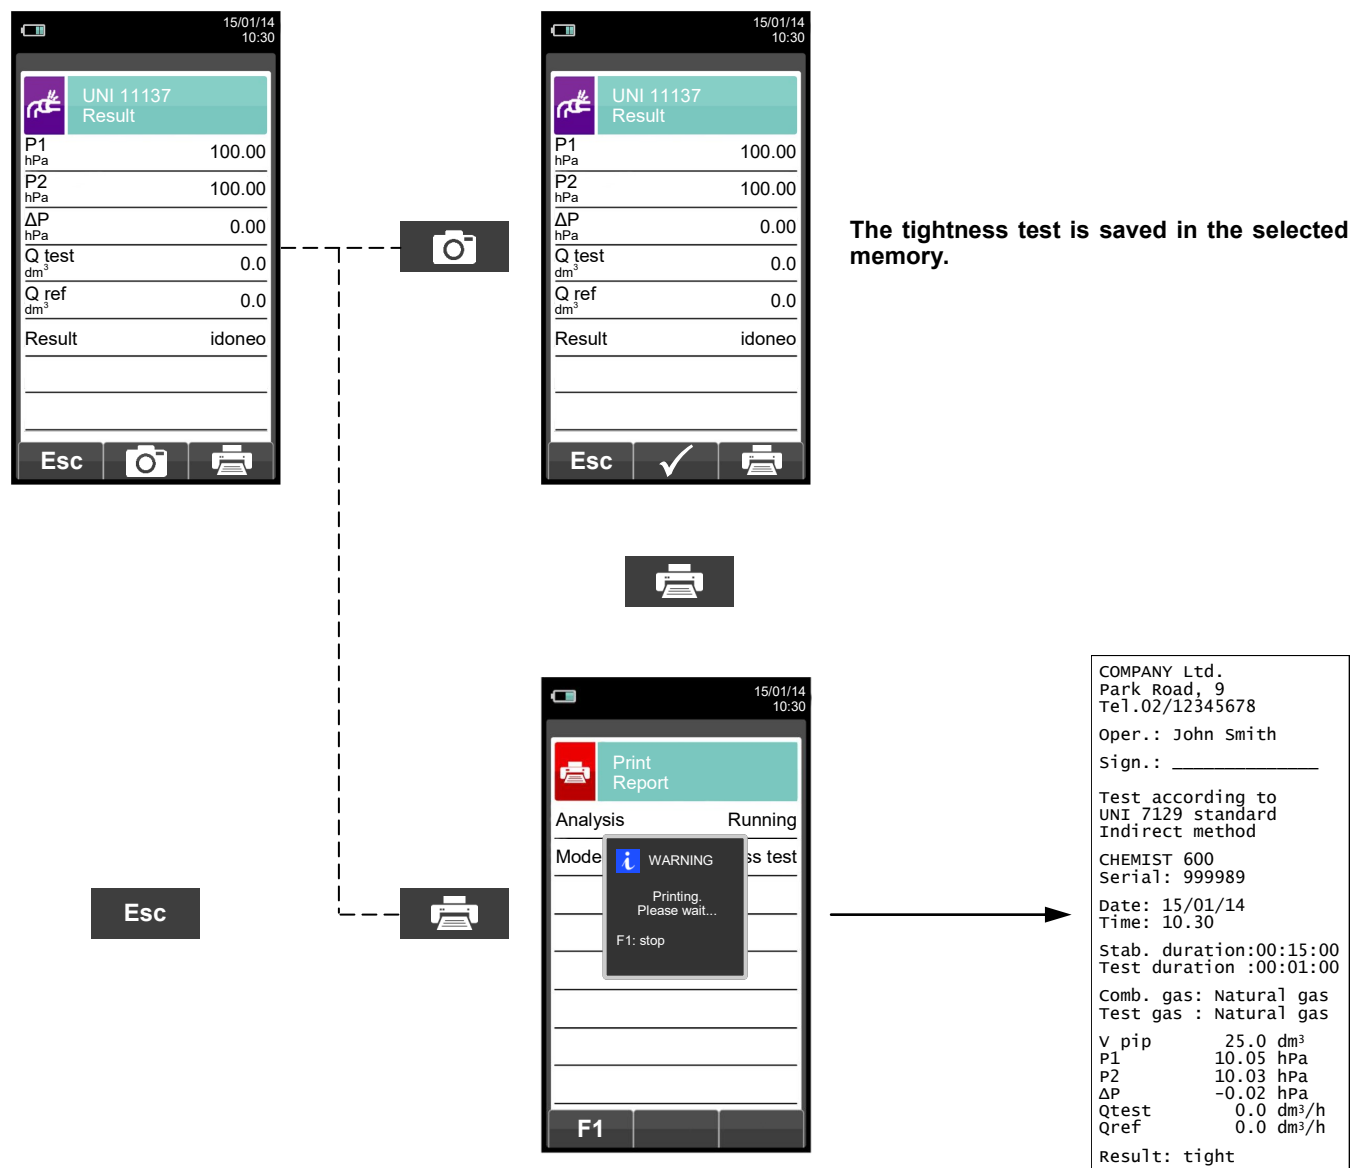 15/01/14
10:30
UNI 11137
Result
P1
hPa
100.00
P2
hPa
100.00
ΔP
hPa
0.00
Q test
dm³
0.0
Q ref
dm³
0.0
Result idoneo
Esc
15/01/14
10:30
UNI 11137
Result
P1
hPa
100.00
P2
hPa
100.00
ΔP
hPa
0.00
Q test
dm³
0.0
Q ref
dm³
0.0
Result idoneo
Esc
The tightness test is saved in the selected
memory.
Esc
15/01/14
10:30
Print
Report
Analysis Running
Mode ss test
i WARNING
Printing.
Please wait...
F1: stop
F1
COMPANY Ltd.
Park Road, 9
Tel.02/12345678
Oper.: John Smith
Sign.: ______________
Test according to
UNI 7129 standard
Indirect method
CHEMIST 600
Serial: 999989
Date: 15/01/14
Time: 10.30
Stab. duration:00:15:00
Test duration :00:01:00
Comb. gas: Natural gas
Test gas : Natural gas
V pip 25.0 dm³
P1 10.05 hPa
P2 10.03 hPa
ΔP -0.02 hPa
Qtest 0.0 dm³/h
Qref 0.0 dm³/h
Result: tight